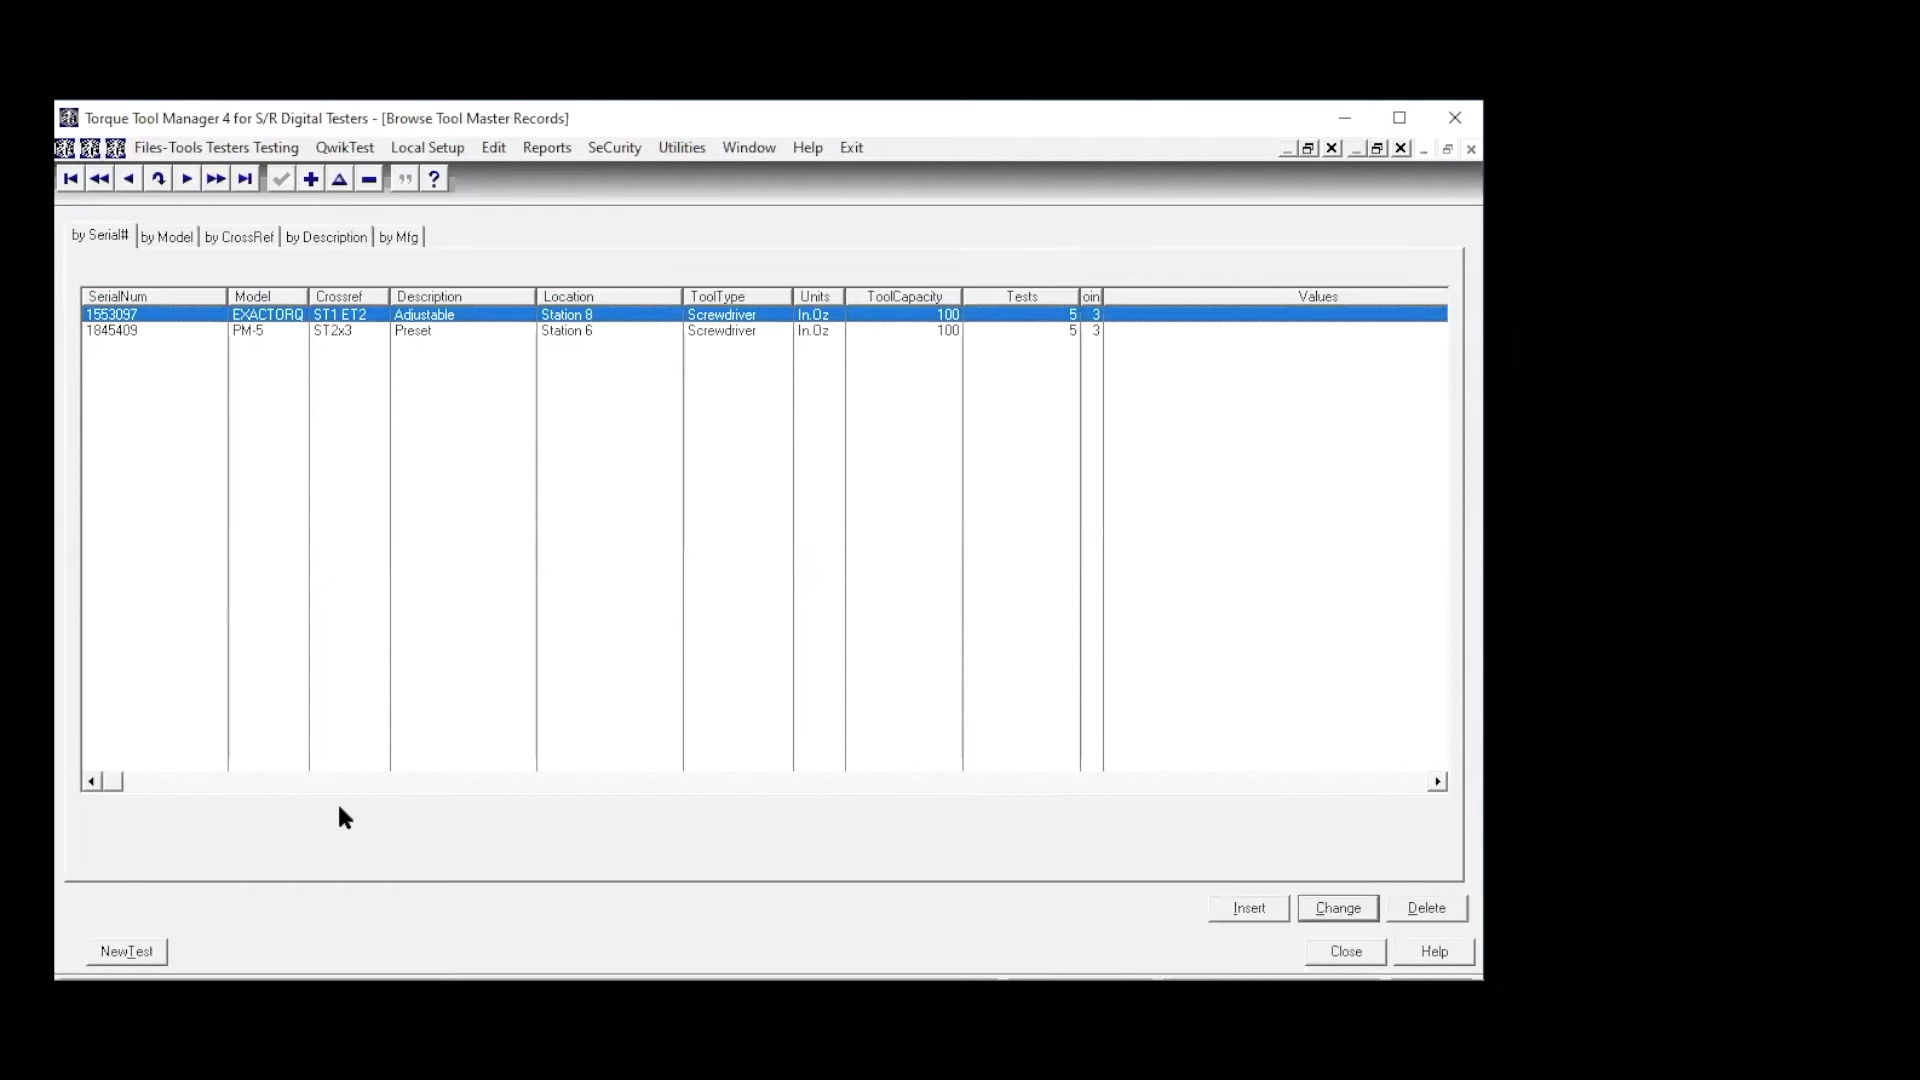 Torque Tool Manager 4 for S/R Digital Testers - [Browse Tool Master Records]
Files-Tools Testers Testing QwikTest Local Setup Edit Reports SeCurity Utilities Window Help Exit
by Serial# by Model by CrossRef by Description by Mfg
SerialNum Model Crossref Description Location ToolType Units ToolCapacity Tests oin Values
1553097 EXACTORQ ST1 ET2 Adjustable Station 8 Screwdriver In.Oz 100 5 3
1845409 PM-5 ST2x3 Preset Station 6 Screwdriver In.Oz 100 5 3
Insert Change Delete
NewTest Close Help